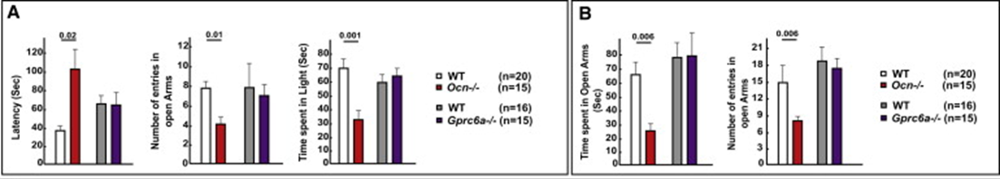 A
Latency (Sec)
120
100
80
60
40
20
0
0.02
Number of entries in
open Arms
12
10
8
6
4
2
0
0.01
Time spent in Light (Sec)
80
70
60
50
40
30
20
10
0
0.001
WT (n=20)
Ocn-/- (n=15)
WT (n=16)
Gprc6a-/- (n=15)
B
Time spent in Open Arms
(Sec)
80
70
60
50
40
30
20
10
0
0.006
Number of entries in
open Arms
21
18
15
12
9
6
3
0
0.006
WT (n=20)
Ocn-/- (n=15)
WT (n=16)
Gprc6a-/- (n=15)